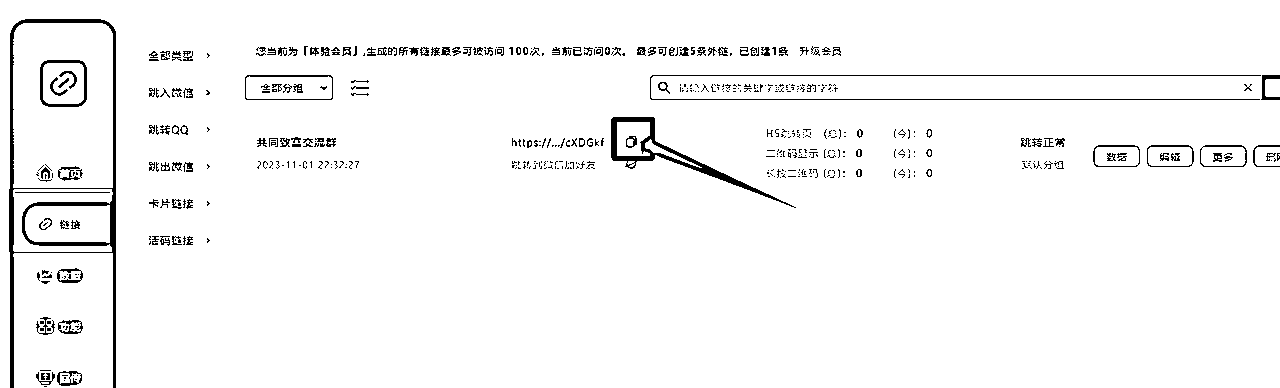 首页
链接
数据
功能
宣传
全部类型
跳入微信
跳转QQ
跳出微信
卡片链接
活码链接
您当前为「体验会员」,生成的所有链接最多可被访问 100次，当前已访问0次。 最多可创建5条外链，已创建1条 升级会员
全部分组
请输入链接的关键字或链接的字符
共同致富交流群
2023-11-01 22:32:27
https://.../cXDGkf
跳转到微信加好友
H5跳转页 (总): 0 (今): 0
二维码显示 (总): 0 (今): 0
长按二维码 (总): 0 (今): 0
跳转正常
默认分组
数据
编辑
更多